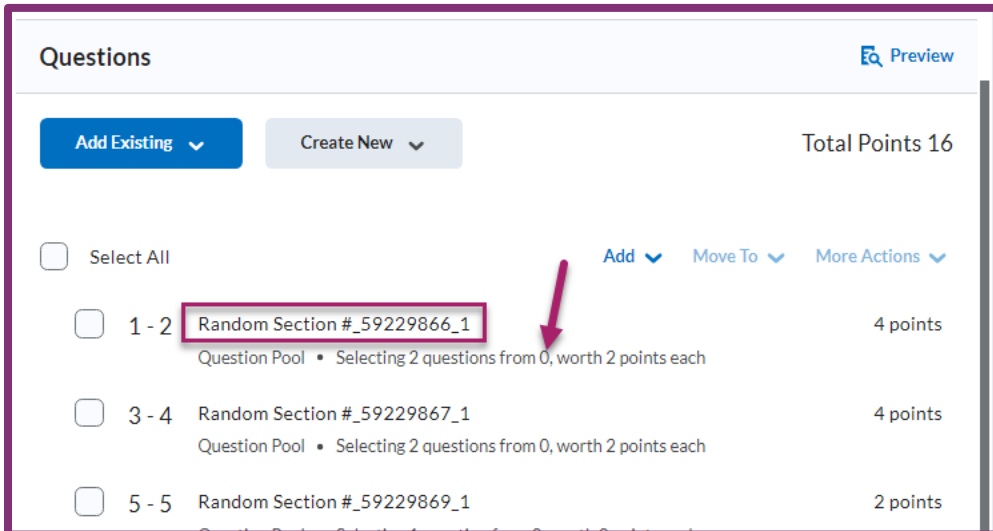 Questions
Preview
Add Existing
Create New
Total Points 16
Select All
Add
Move To
More Actions
1 - 2 Random Section #_59229866_1 4 points
Question Pool • Selecting 2 questions from 0, worth 2 points each
3 - 4 Random Section #_59229867_1 4 points
Question Pool • Selecting 2 questions from 0, worth 2 points each
5 - 5 Random Section #_59229869_1 2 points